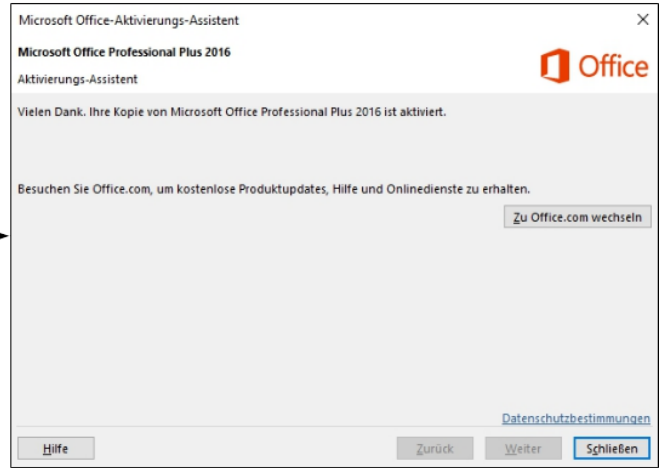 Microsoft Office-Aktivierungs-Assistent
Microsoft Office Professional Plus 2016
Office
Aktivierungs-Assistent
Vielen Dank. Ihre Kopie von Microsoft Office Professional Plus 2016 ist aktiviert.
Besuchen Sie Office.com, um kostenlose Produktupdates, Hilfe und Onlinedienste zu erhalten.
Zu Office.com wechseln
Datenschutzbestimmungen
Hilfe Zurück Weiter Schließen